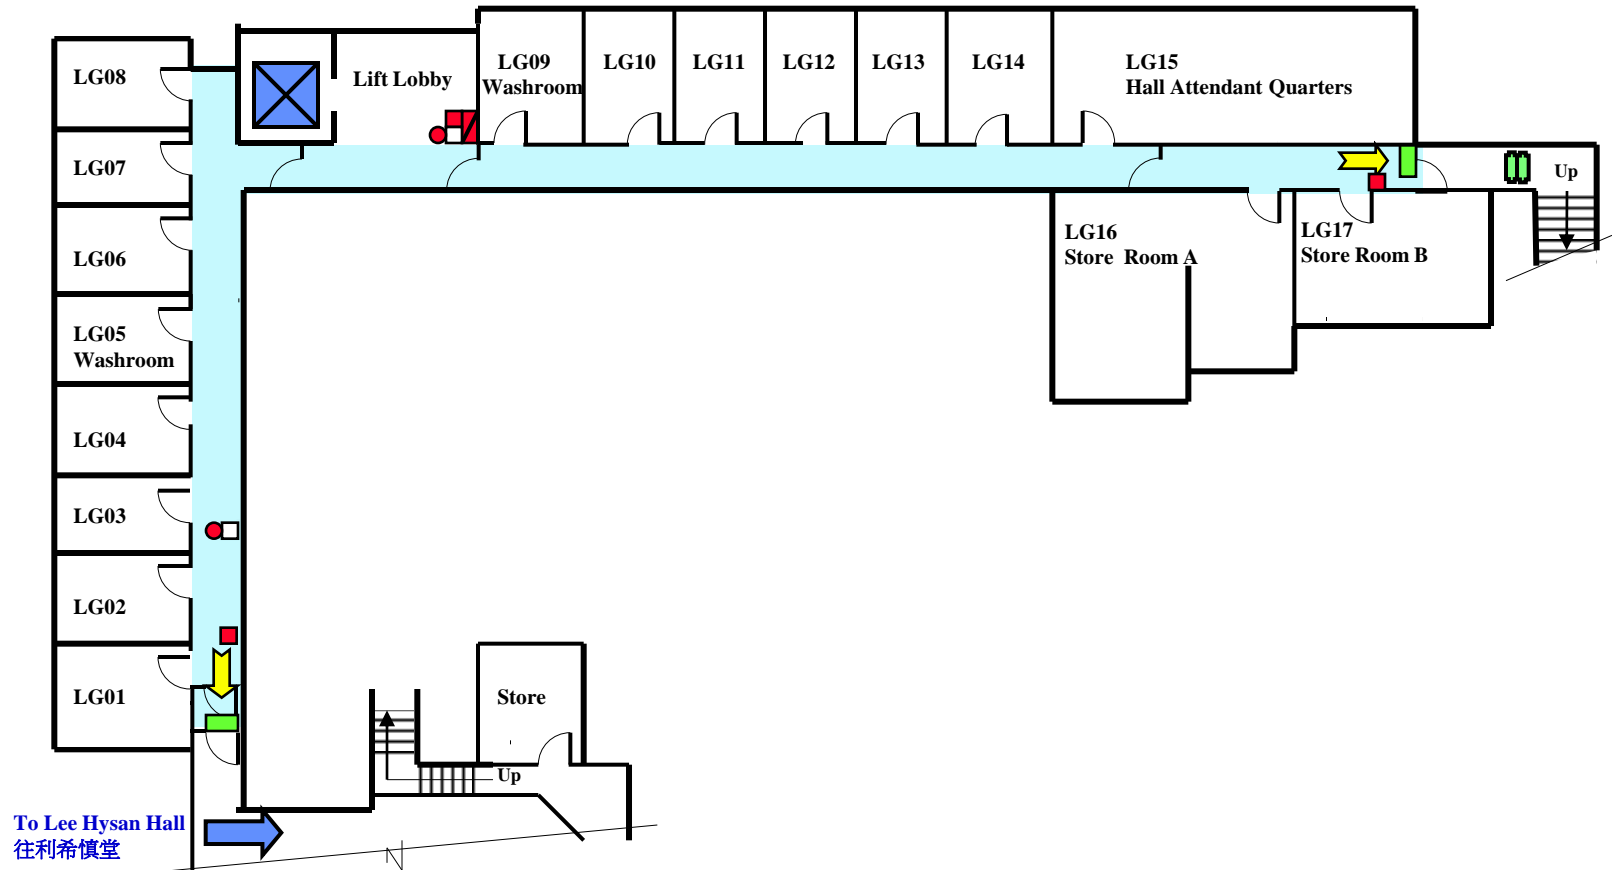 LG08
LG07
LG06
LG05
Washroom
LG04
LG03
LG02
LG01
Lift Lobby
LG09
Washroom
LG10
LG11
LG12
LG13
LG14
LG15
Hall Attendant Quarters
Up
LG16
Store Room A
LG17
Store Room B
Store
Up
To Lee Hysan Hall
往利希慎堂
N